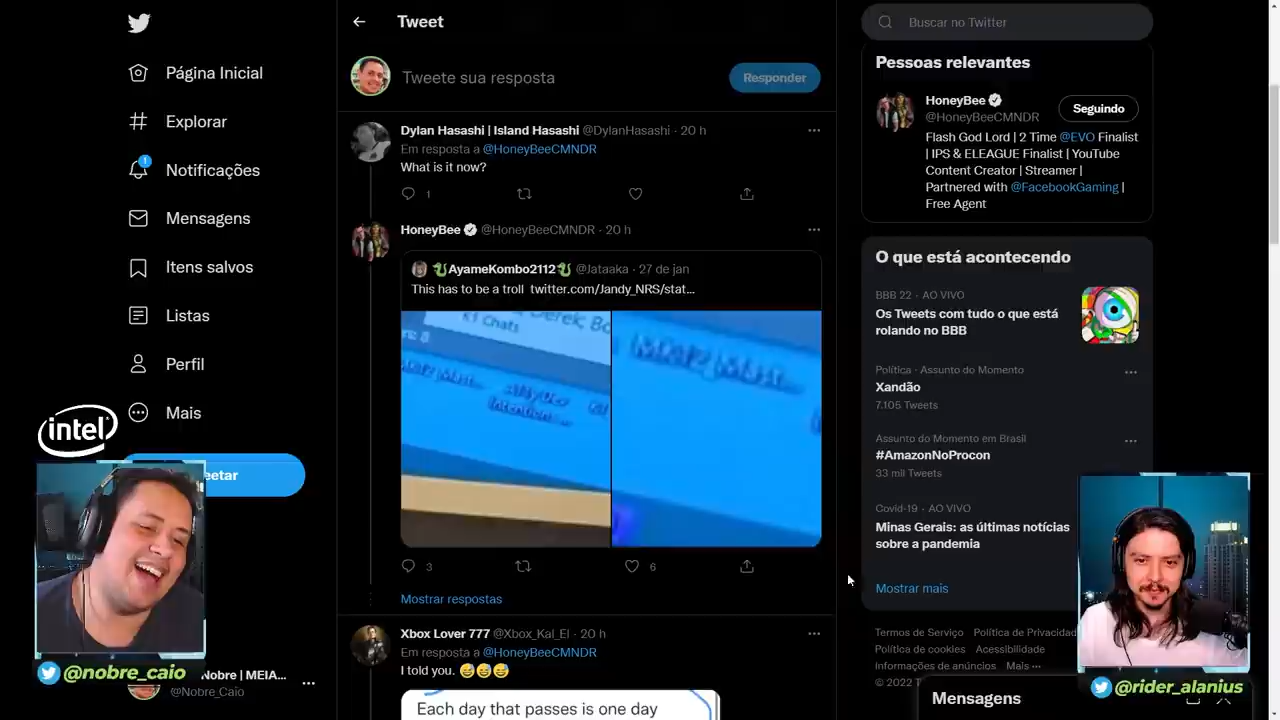 Tweet
Buscar no Twitter
Página Inicial
Explorar
Notificações
Mensagens
Itens salvos
Listas
Perfil
Mais
intel
@nobre_caio
Nobre | MEIA...
@Nobre_Caio
Tweete sua resposta
Responder
Dylan Hasashi | Island Hasashi @DylanHasashi · 20 h
Em resposta a @HoneyBeeCMNDR
What is it now?
1
HoneyBee @HoneyBeeCMNDR · 20 h
AyameKombo2112 @Jataaka · 27 de jan
This has to be a troll twitter.com/Jandy_NRS/stat...
Derek, Bo
KI Chats
3
6
Mostrar respostas
Xbox Lover 777 @Xbox_Kal_El · 20 h
Em resposta a @HoneyBeeCMNDR
I told you. 😅😅😅
Each day that passes is one day
Pessoas relevantes
HoneyBee
@HoneyBeeCMNDR
Seguindo
Flash God Lord | 2 Time @EVO Finalist
| IPS & ELEAGUE Finalist | YouTube
Content Creator | Streamer |
Partnered with @FacebookGaming |
Free Agent
O que está acontecendo
BBB 22 · AO VIVO
Os Tweets com tudo o que está
rolando no BBB
Política · Assunto do Momento
Xandão
7.105 Tweets
Assunto do Momento em Brasil
#AmazonNoProcon
33 mil Tweets
Covid-19 · AO VIVO
Minas Gerais: as últimas notícias
sobre a pandemia
Mostrar mais
Termos de Serviço Política de Privacidad
Política de cookies Acessibilidade
Informações de anúncios Mais ···
© 2022 T
Mensagens
@rider_alanius